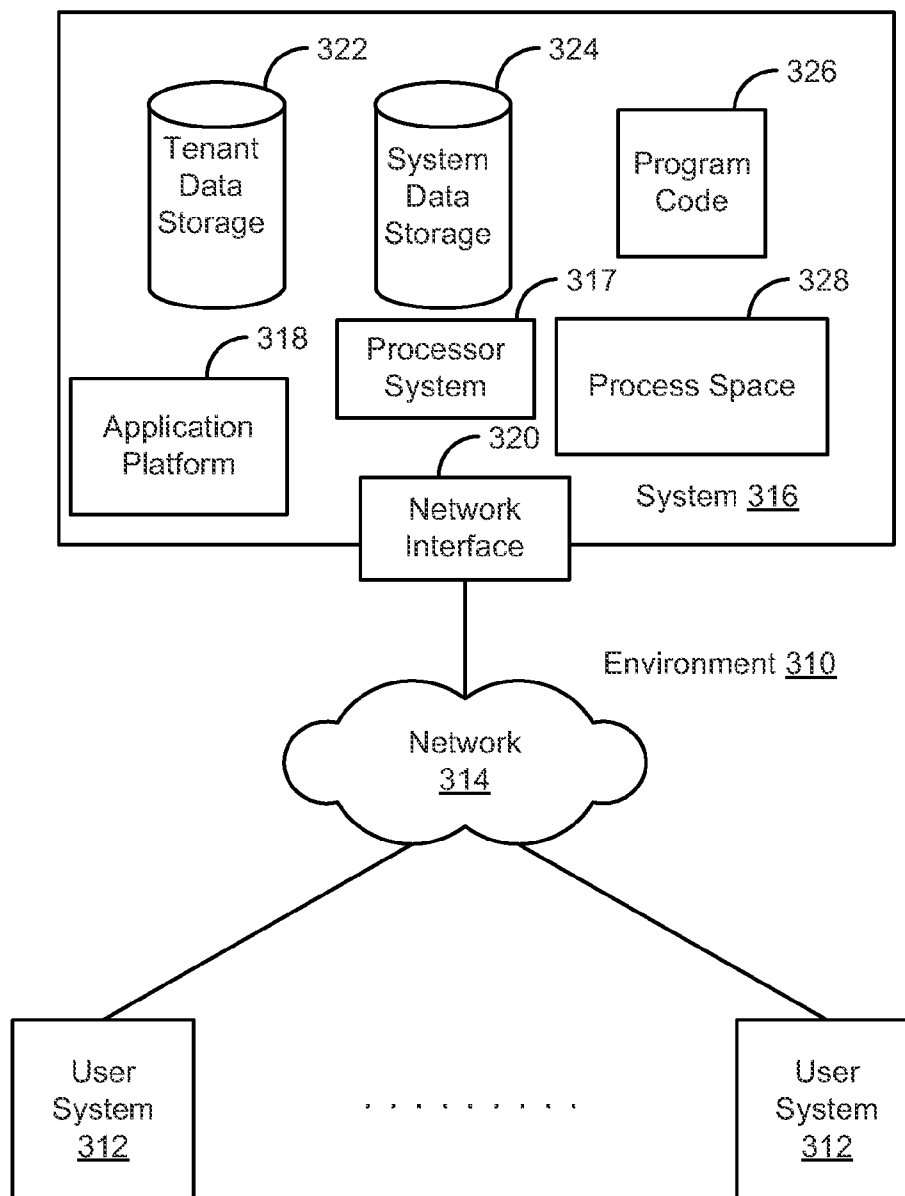 322
324
326
Tenant
Data
Storage
System
Data
Storage
Program
Code
317
328
318
Processor
System
Process Space
Application
Platform
320
System 316
Network
Interface
Environment 310
Network
314
User
System
312
User
System
312